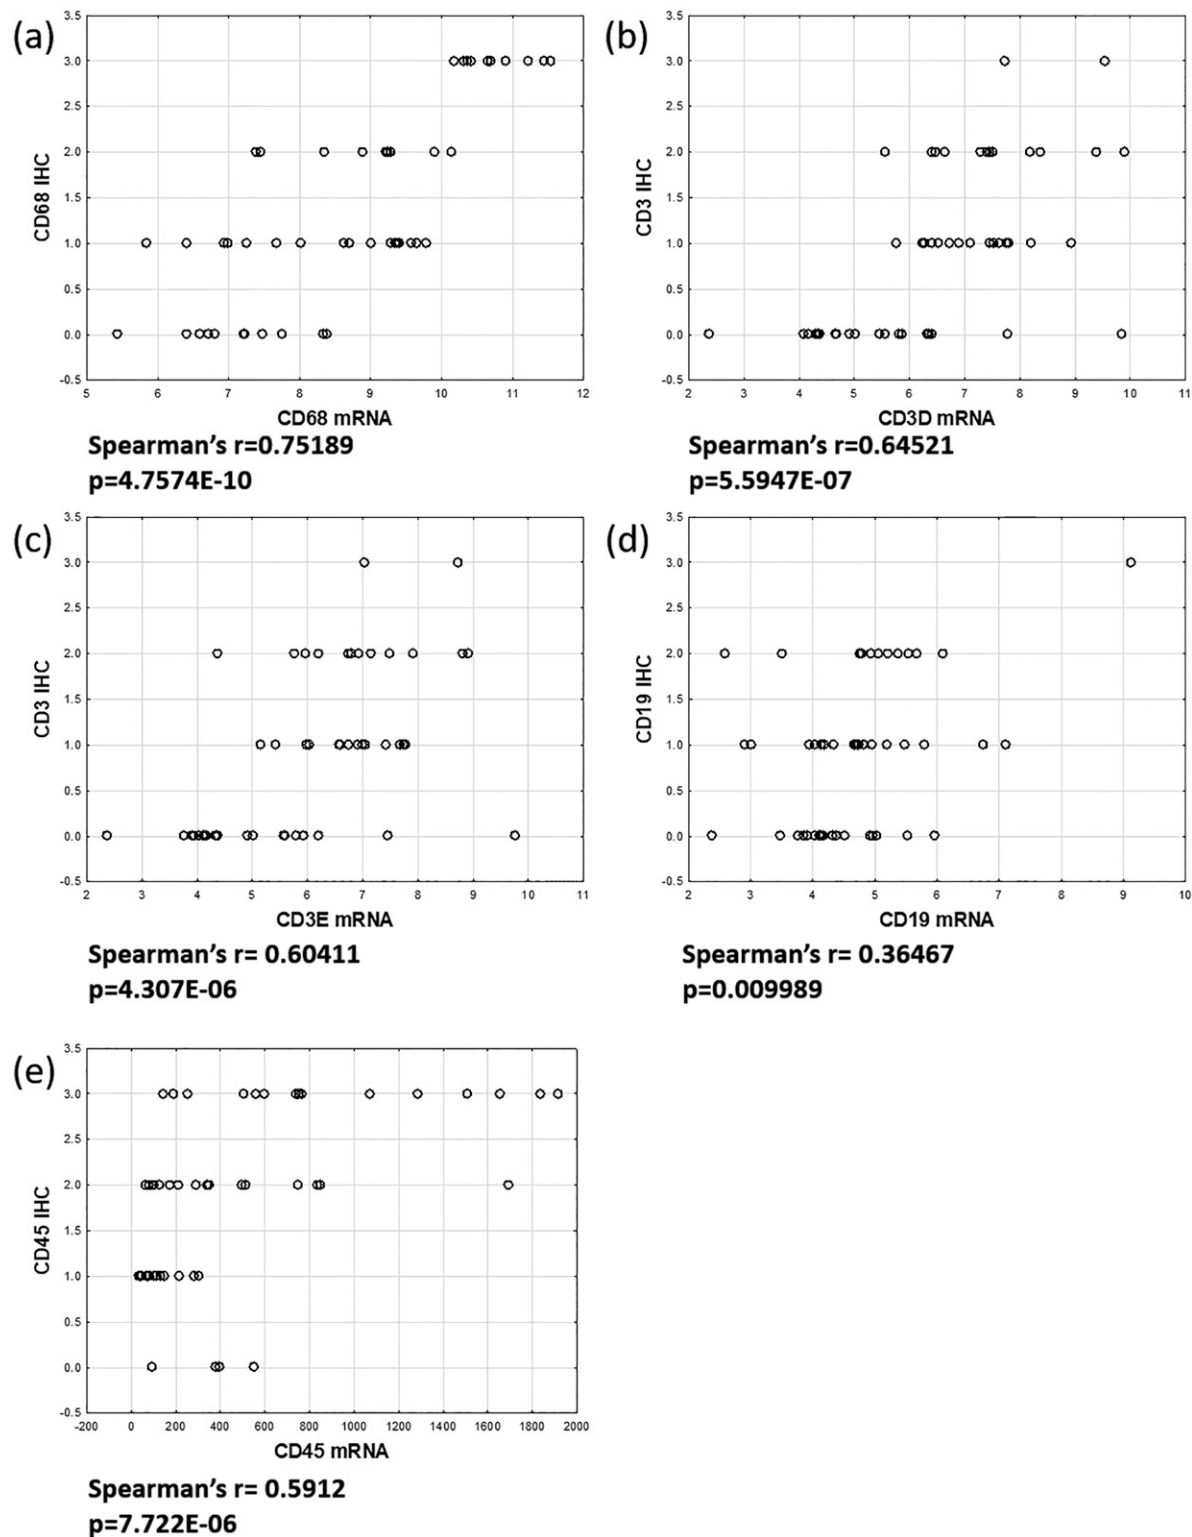 (a)
3.5
3.0
2.5
2.0
1.5
1.0
0.5
0.0
-0.5
CD68 IHC
5 6 7 8 9 10 11 12
CD68 mRNA
Spearman's r=0.75189
p=4.7574E-10
(b)
3.5
3.0
2.5
2.0
1.5
1.0
0.5
0.0
-0.5
CD3 IHC
2 3 4 5 6 7 8 9 10 11
CD3D mRNA
Spearman's r=0.64521
p=5.5947E-07
(c)
3.5
3.0
2.5
2.0
1.5
1.0
0.5
0.0
-0.5
CD3 IHC
2 3 4 5 6 7 8 9 10 11
CD3E mRNA
Spearman's r= 0.60411
p=4.307E-06
(d)
3.5
3.0
2.5
2.0
1.5
1.0
0.5
0.0
-0.5
CD19 IHC
2 3 4 5 6 7 8 9 10
CD19 mRNA
Spearman's r= 0.36467
p=0.009989
(e)
3.5
3.0
2.5
2.0
1.5
1.0
0.5
0.0
-0.5
CD45 IHC
-200 0 200 400 600 800 1000 1200 1400 1600 1800 2000
CD45 mRNA
Spearman's r= 0.5912
p=7.722E-06